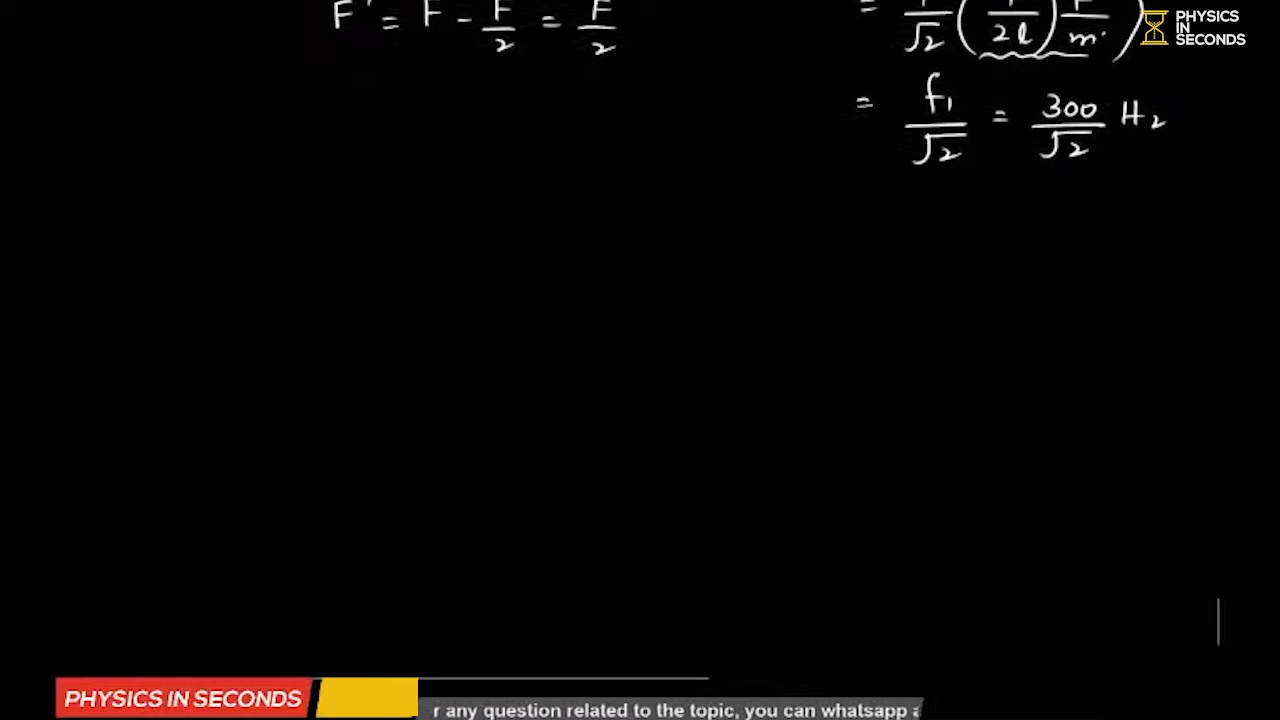 F' = F - F/2 = F/2
= 1/√2 (1/2l √F/m)
= f₁/√2 = 300/√2 Hz
PHYSICS
IN
SECONDS
PHYSICS IN SECONDS
r any question related to the topic, you can whatsapp a